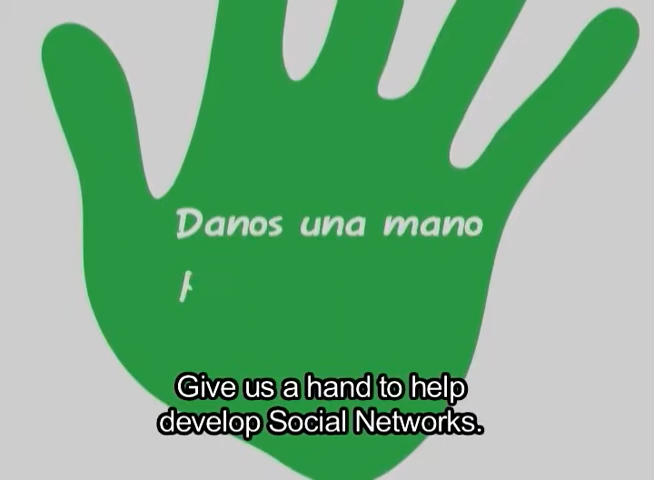 Danos una mano
Give us a hand to help
develop Social Networks.